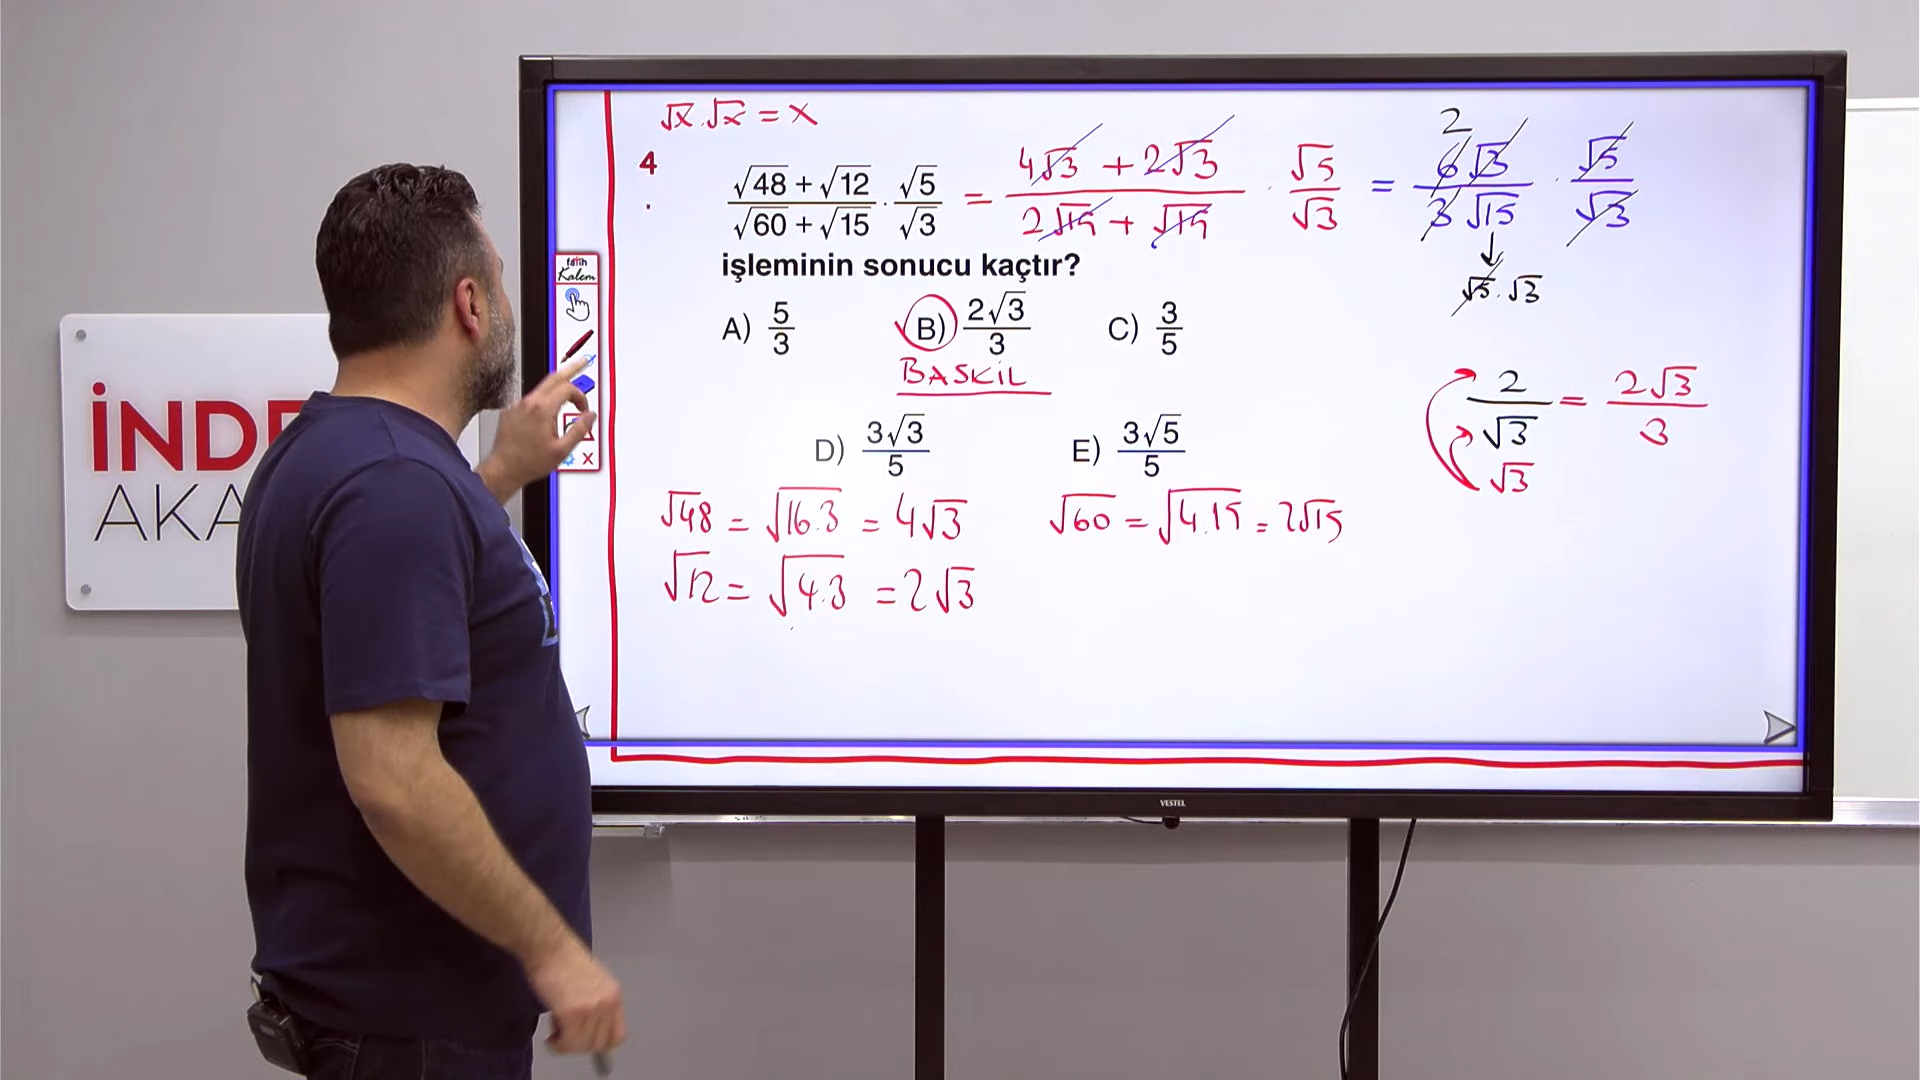 √x.√x = x
4.
(√48 + √12)/(√60 + √15) · √5/√3 = (4√3 + 2√3)/(2√15 + √15) · √5/√3 = 6√3/3√15 · √5/√3
2
√5.√3
işleminin sonucu kaçtır?
A) 5/3 B) 2√3/3 C) 3/5
BASKİL
D) 3√3/5 E) 3√5/5
2/√3 = 2√3/3
√3
√48 = √16.3 = 4√3 √60 = √4.15 = 2√15
√12 = √4.3 = 2√3
fatih
Kalem
x
VESTEL
İNDE
AKA